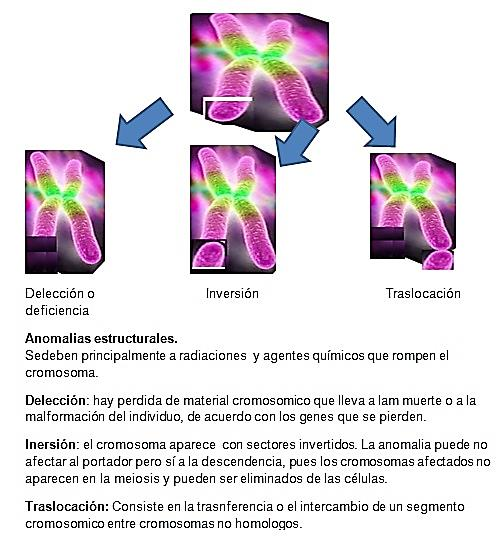 Delección o
deficiencia
Inversión
Traslocación
Anomalias estructurales.
Sedeben principalmente a radiaciones y agentes químicos que rompen el
cromosoma.
Delección: hay perdida de material cromosomico que lleva a lam muerte o a la
malformación del individuo, de acuerdo con los genes que se pierden.
Inersión: el cromosoma aparece con sectores invertidos. La anomalia puede no
afectar al portador pero sí a la descendencia, pues los cromosomas afectados no
aparecen en la meiosis y pueden ser eliminados de las células.
Traslocación: Consiste en la trasnferencia o el intercambio de un segmento
cromosomico entre cromosomas no homologos.